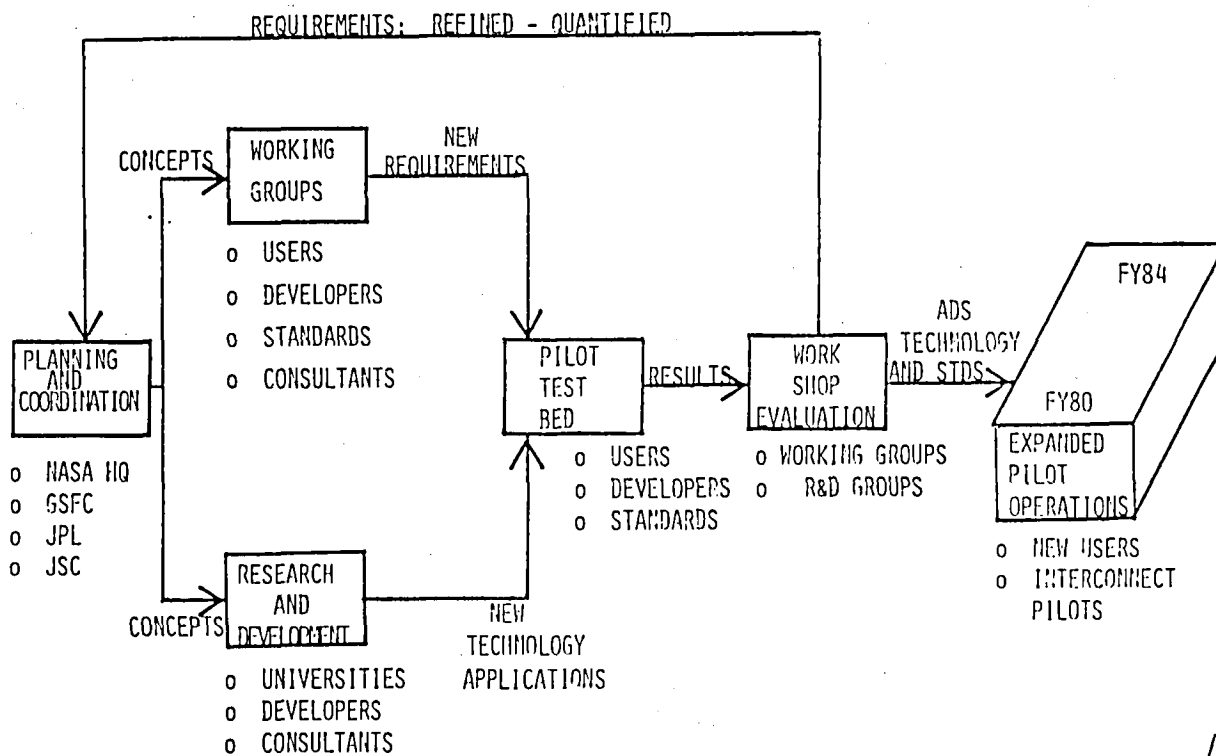 REQUIREMENTS: REFINED - QUANTIFIED
CONCEPTS
WORKING
GROUPS
NEW
REQUIREMENTS
o USERS
o DEVELOPERS
o STANDARDS
o CONSULTANTS
PLANNING
AND
COORDINATION
o NASA HQ
o GSFC
o JPL
o JSC
CONCEPTS
RESEARCH
AND
DEVELOPMENT
o UNIVERSITIES
o DEVELOPERS
o CONSULTANTS
NEW
TECHNOLOGY
APPLICATIONS
PILOT
TEST
BED
o USERS
o DEVELOPERS
o STANDARDS
RESULTS
WORK
SHOP
EVALUATION
o WORKING GROUPS
o R&D GROUPS
ADS
TECHNOLOGY
AND STDS
FY84
FY80
EXPANDED
PILOT
OPERATIONS
o NEW USERS
o INTERCONNECT
PILOTS